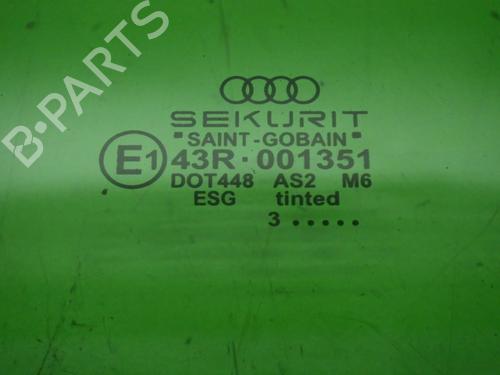 B-PARTS
SEKURIT
"SAINT-GOBAIN"
E1 43R-001351
DOT448 AS2 M6
ESG tinted
3 .....